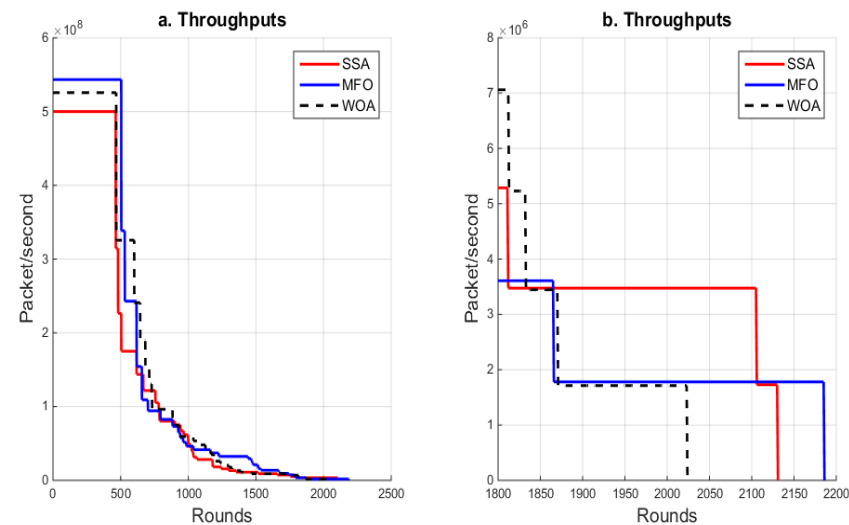 a. Throughputs
×10^8
6
5
4
3
2
1
0
Packet/second
0 500 1000 1500 2000 2500
Rounds
SSA
MFO
WOA
b. Throughputs
×10^6
8
7
6
5
4
3
2
1
0
Packet/second
1800 1850 1900 1950 2000 2050 2100 2150 2200
Rounds
SSA
MFO
WOA